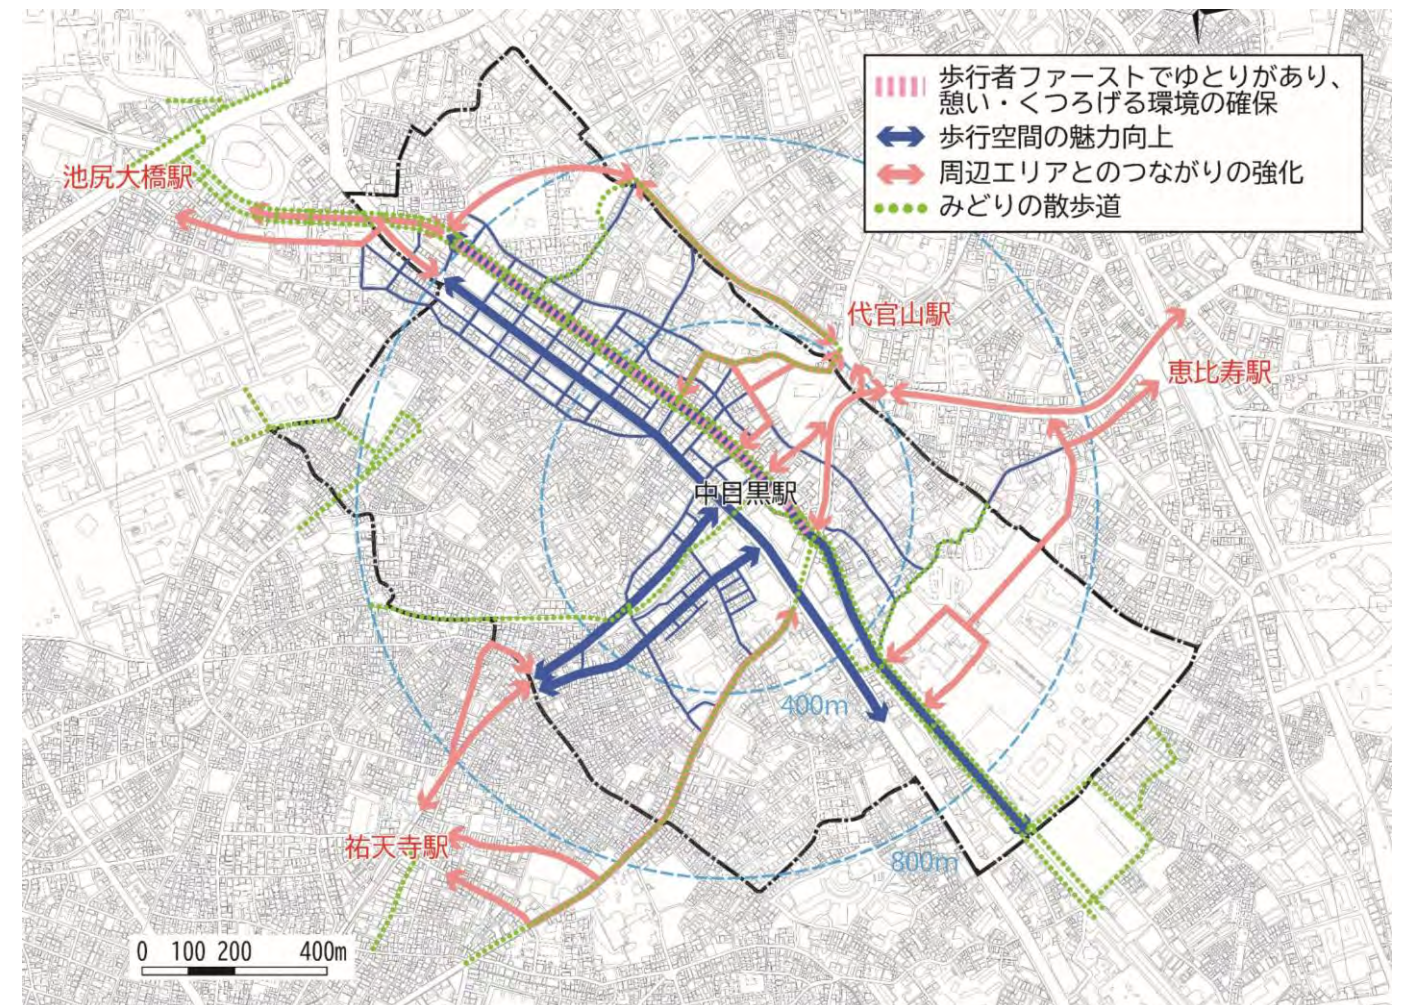 歩行者ファーストでゆとりがあり、
憩い・くつろげる環境の確保
歩行空間の魅力向上
周辺エリアとのつながりの強化
みどりの散歩道
池尻大橋駅
代官山駅
恵比寿駅
中目黒駅
400m
祐天寺駅
800m
0 100 200 400m